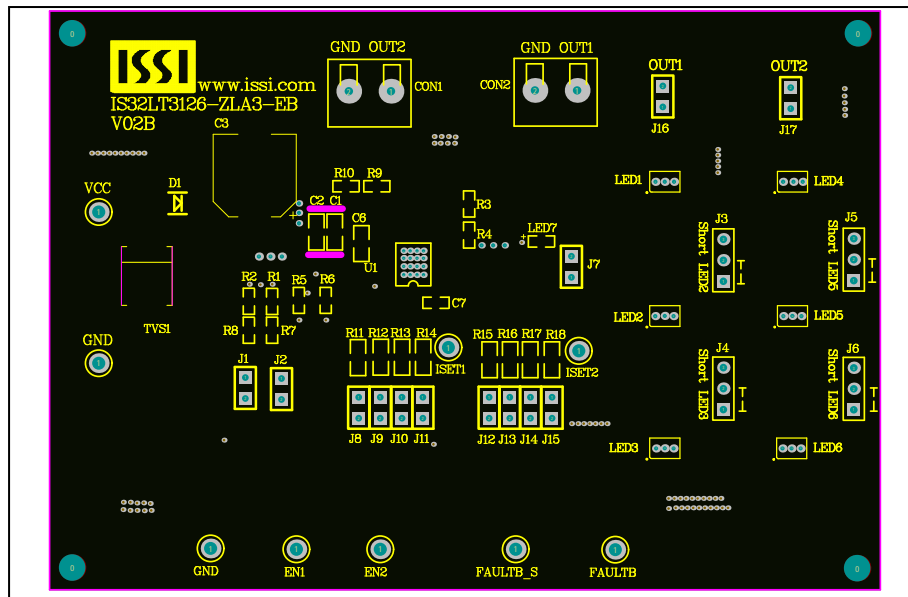 ISSI
www.issi.com
IS32LT3126-ZLA3-EB
V02B
GND OUT2
CON1
GND OUT1
CON2
OUT1
J16
OUT2
J17
C3
D1
VCC
R10 R9
C2 C1
C6
U1
R3
R4
LED7
J7
LED1
LED4
J3
Short LED2
J5
Short LED5
TVS1
R2 R1
R5
R6
R8
R7
C7
GND
LED2
LED5
R11 R12 R13 R14
ISET1
R15 R16 R17 R18
ISET2
J4
Short LED3
J6
Short LED6
J1
J2
J8 J9 J10 J11
J12 J13 J14 J15
LED3
LED6
GND
EN1
EN2
FAULTB_S
FAULTB